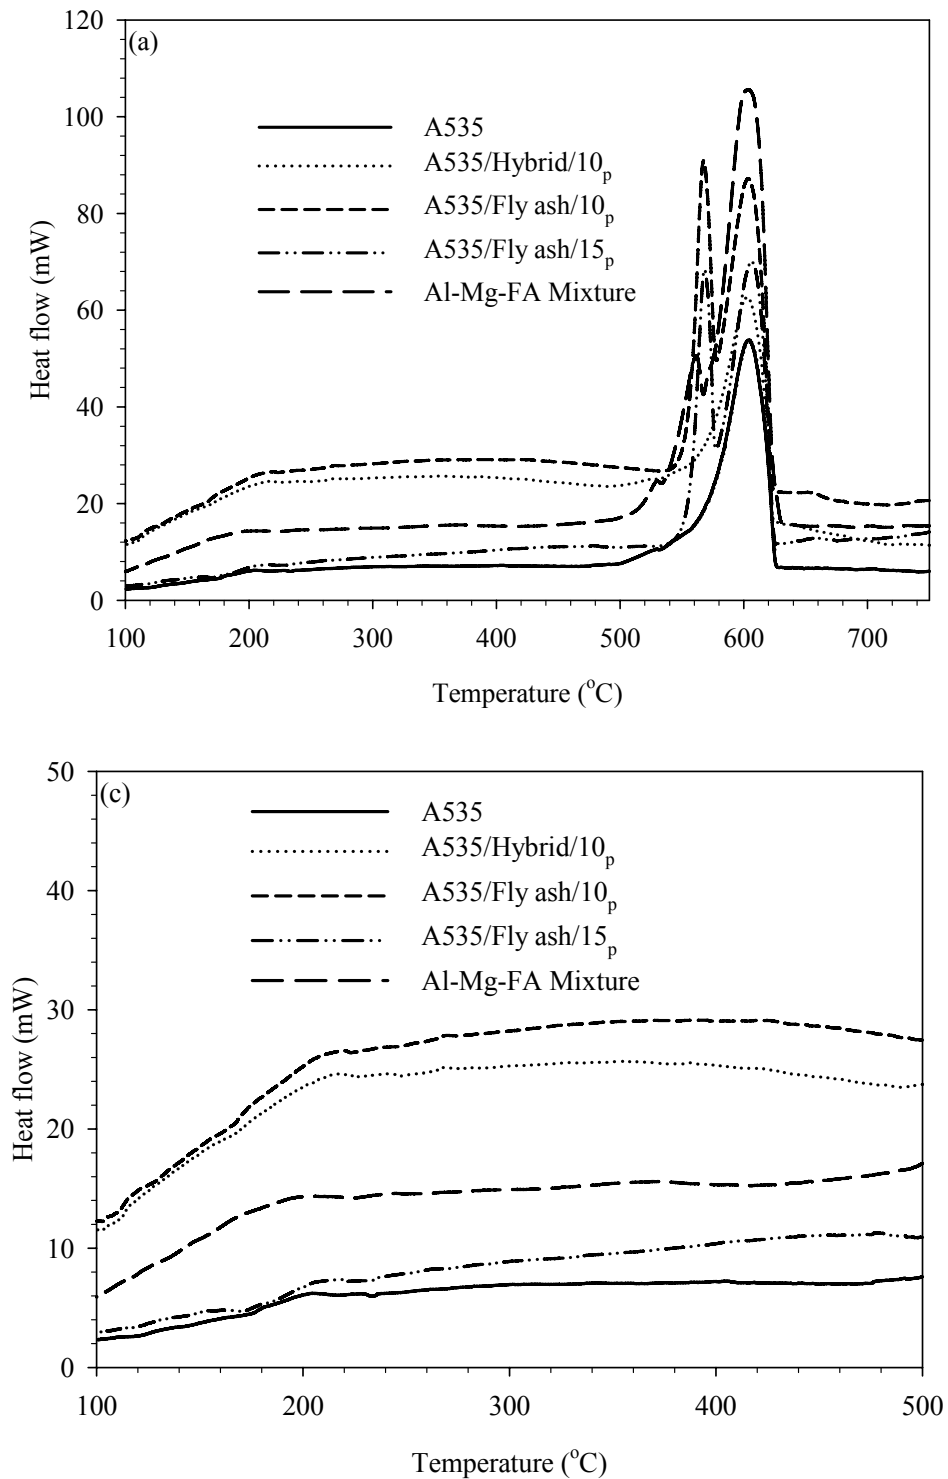 (a)
120
100
80
60
40
20
0
Heat flow (mW)
A535
A535/Hybrid/10p
A535/Fly ash/10p
A535/Fly ash/15p
Al-Mg-FA Mixture
100 200 300 400 500 600 700
Temperature (oC)
(c)
50
40
30
20
10
0
Heat flow (mW)
A535
A535/Hybrid/10p
A535/Fly ash/10p
A535/Fly ash/15p
Al-Mg-FA Mixture
100 200 300 400 500
Temperature (oC)